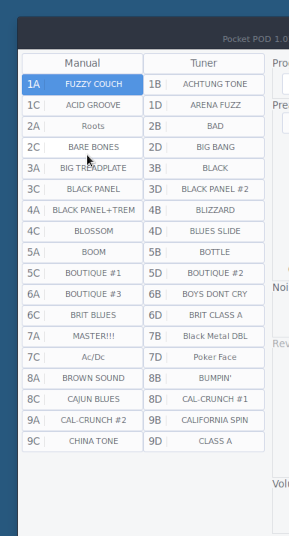 Pocket POD 1.0
Manual Tuner
1A FUZZY COUCH 1B ACHTUNG TONE
1C ACID GROOVE 1D ARENA FUZZ
2A Roots 2B BAD
2C BARE BONES 2D BIG BANG
3A BIG TREADPLATE 3B BLACK
3C BLACK PANEL 3D BLACK PANEL #2
4A BLACK PANEL+TREM 4B BLIZZARD
4C BLOSSOM 4D BLUES SLIDE
5A BOOM 5B BOTTLE
5C BOUTIQUE #1 5D BOUTIQUE #2
6A BOUTIQUE #3 6B BOYS DONT CRY
6C BRIT BLUES 6D BRIT CLASS A
7A MASTER!!! 7B Black Metal DBL
7C Ac/Dc 7D Poker Face
8A BROWN SOUND 8B BUMPIN'
8C CAJUN BLUES 8D CAL-CRUNCH #1
9A CAL-CRUNCH #2 9B CALIFORNIA SPIN
9C CHINA TONE 9D CLASS A